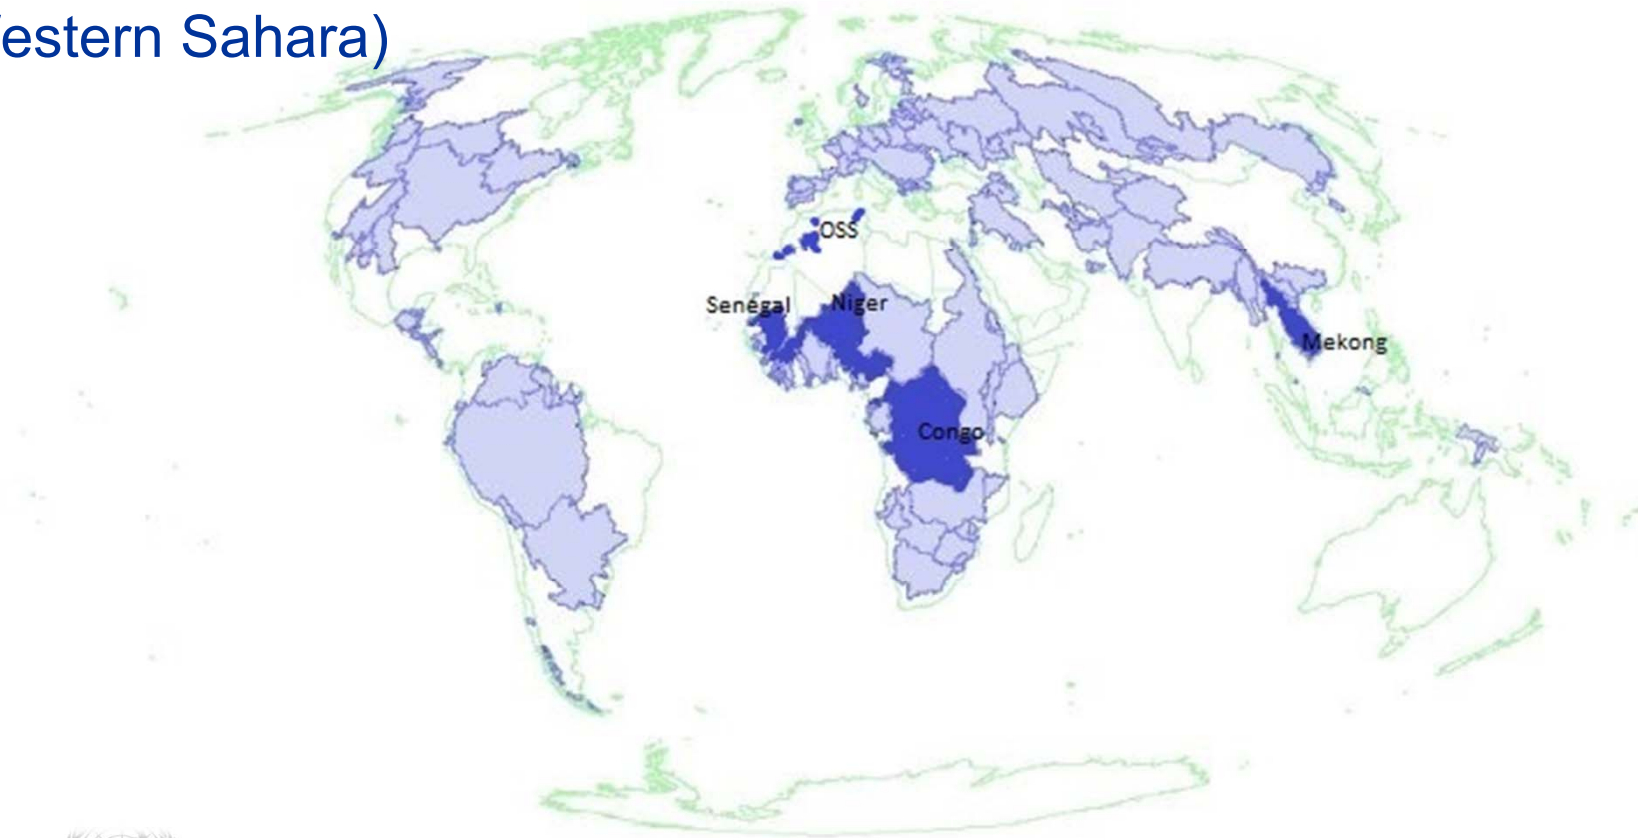 estern Sahara)
OSS
Senegal
Niger
Mekong
Congo